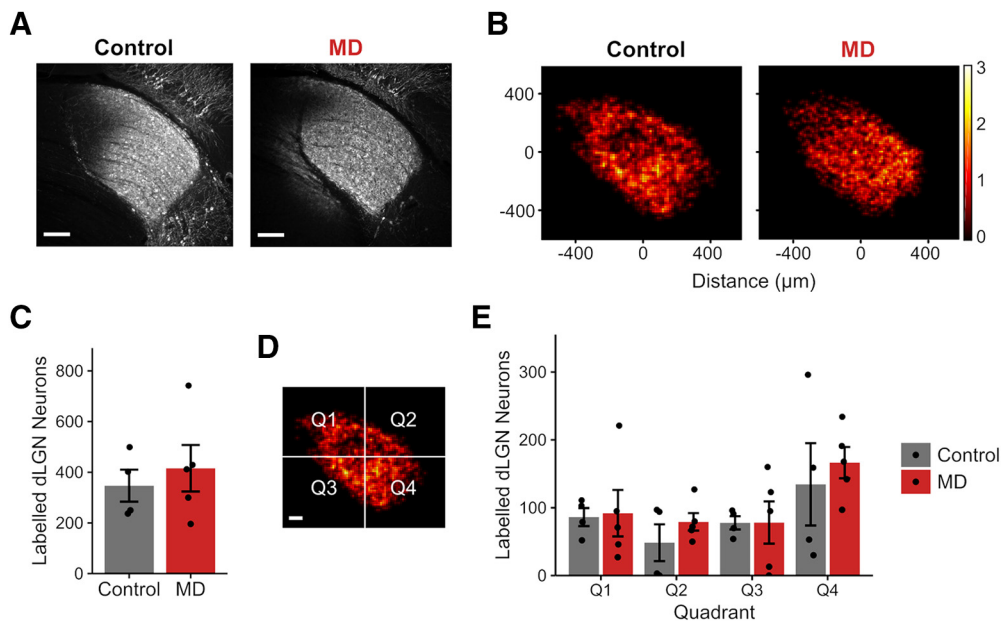 A
Control
MD
B
Control
MD
400
0
-400
-400
0
400
-400
0
400
Distance (µm)
3
2
1
0
C
Labelled dLGN Neurons
800
600
400
200
0
Control
MD
D
Q1
Q2
Q3
Q4
E
Labelled dLGN Neurons
300
200
100
0
Q1
Q2
Q3
Q4
Quadrant
Control
MD